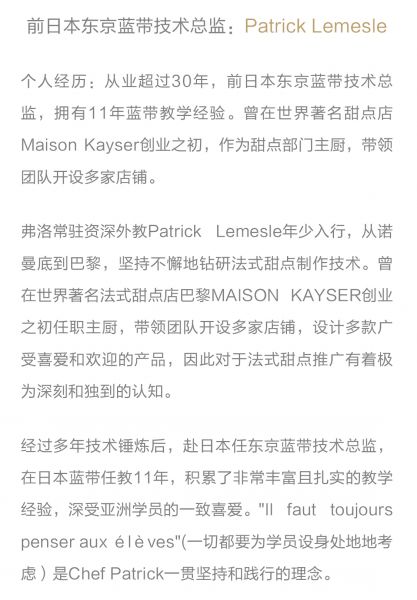 前日本东京蓝带技术总监：Patrick Lemesle
个人经历：从业超过30年，前日本东京蓝带技术总
监，拥有11年蓝带教学经验。曾在世界著名甜点店
Maison Kayser创业之初，作为甜点部门主厨，带领
团队开设多家店铺。
弗洛常驻资深外教Patrick Lemesle年少入行，从诺
曼底到巴黎，坚持不懈地钻研法式甜点制作技术。曾
在世界著名法式甜点店巴黎MAISON KAYSER创业
之初任职主厨，带领团队开设多家店铺，设计多款广
受喜爱和欢迎的产品，因此对于法式甜点推广有着极
为深刻和独到的认知。
经过多年技术锤炼后，赴日本任东京蓝带技术总监，
在日本蓝带任教11年，积累了非常丰富且扎实的教学
经验，深受亚洲学员的一致喜爱。"Il faut toujours
penser aux élèves"(一切都要为学员设身处地地考
虑）是Chef Patrick一贯坚持和践行的理念。